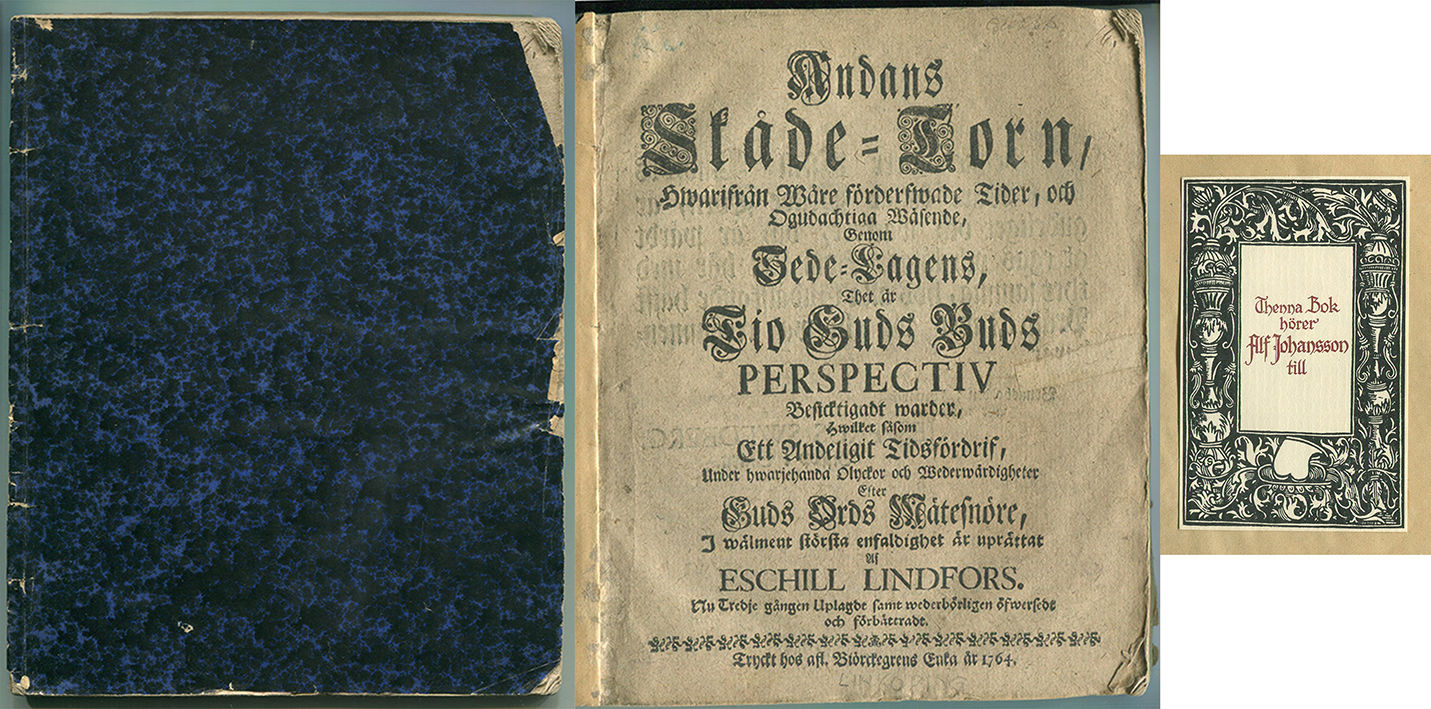 Andans
Skåde=Torn,
Hwarifrån Wåre förderfwade Tider, och
Ogudachtiga Wäsende,
Genom
Sede=Lagens,
Thet är
Tio Guds Buds
PERSPECTIV
Besicktigadt warder,
Hwilket såsom
Ett Andeligit Tidsfördrif,
Under hwarjehanda Olyckor och Wederwärdigheter
Efter
Guds Ords Mätesnöre,
I wälment största enfaldighet är uprättat
Af
ESCHILL LINDFORS.
Nu Tredje gången Uplagde samt wederbörligen öfwersedt
och förbättradt.
Tryckt hos afl. Biörckegrens Enka år 1764.
Thenna Bok
hörer
Alf Johansson
till